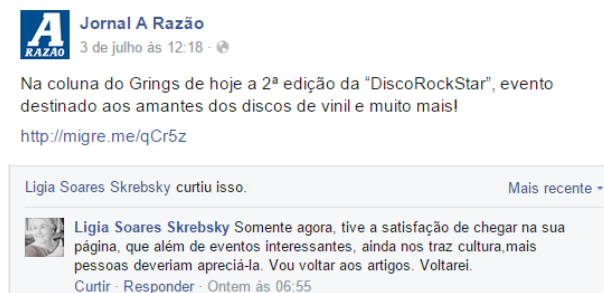 A
RAZÃO
Jornal A Razão
3 de julho às 12:18 ·
Na coluna do Grings de hoje a 2ª edição da “DiscoRockStar”, evento
destinado aos amantes dos discos de vinil e muito mais!
http://migre.me/qCr5z
Ligia Soares Skrebsky curtiu isso.
Mais recente
Ligia Soares Skrebsky Somente agora, tive a satisfação de chegar na sua
página, que além de eventos interessantes, ainda nos traz cultura,mais
pessoas deveriam apreciá-la. Vou voltar aos artigos. Voltarei.
Curtir · Responder · Ontem às 06:55